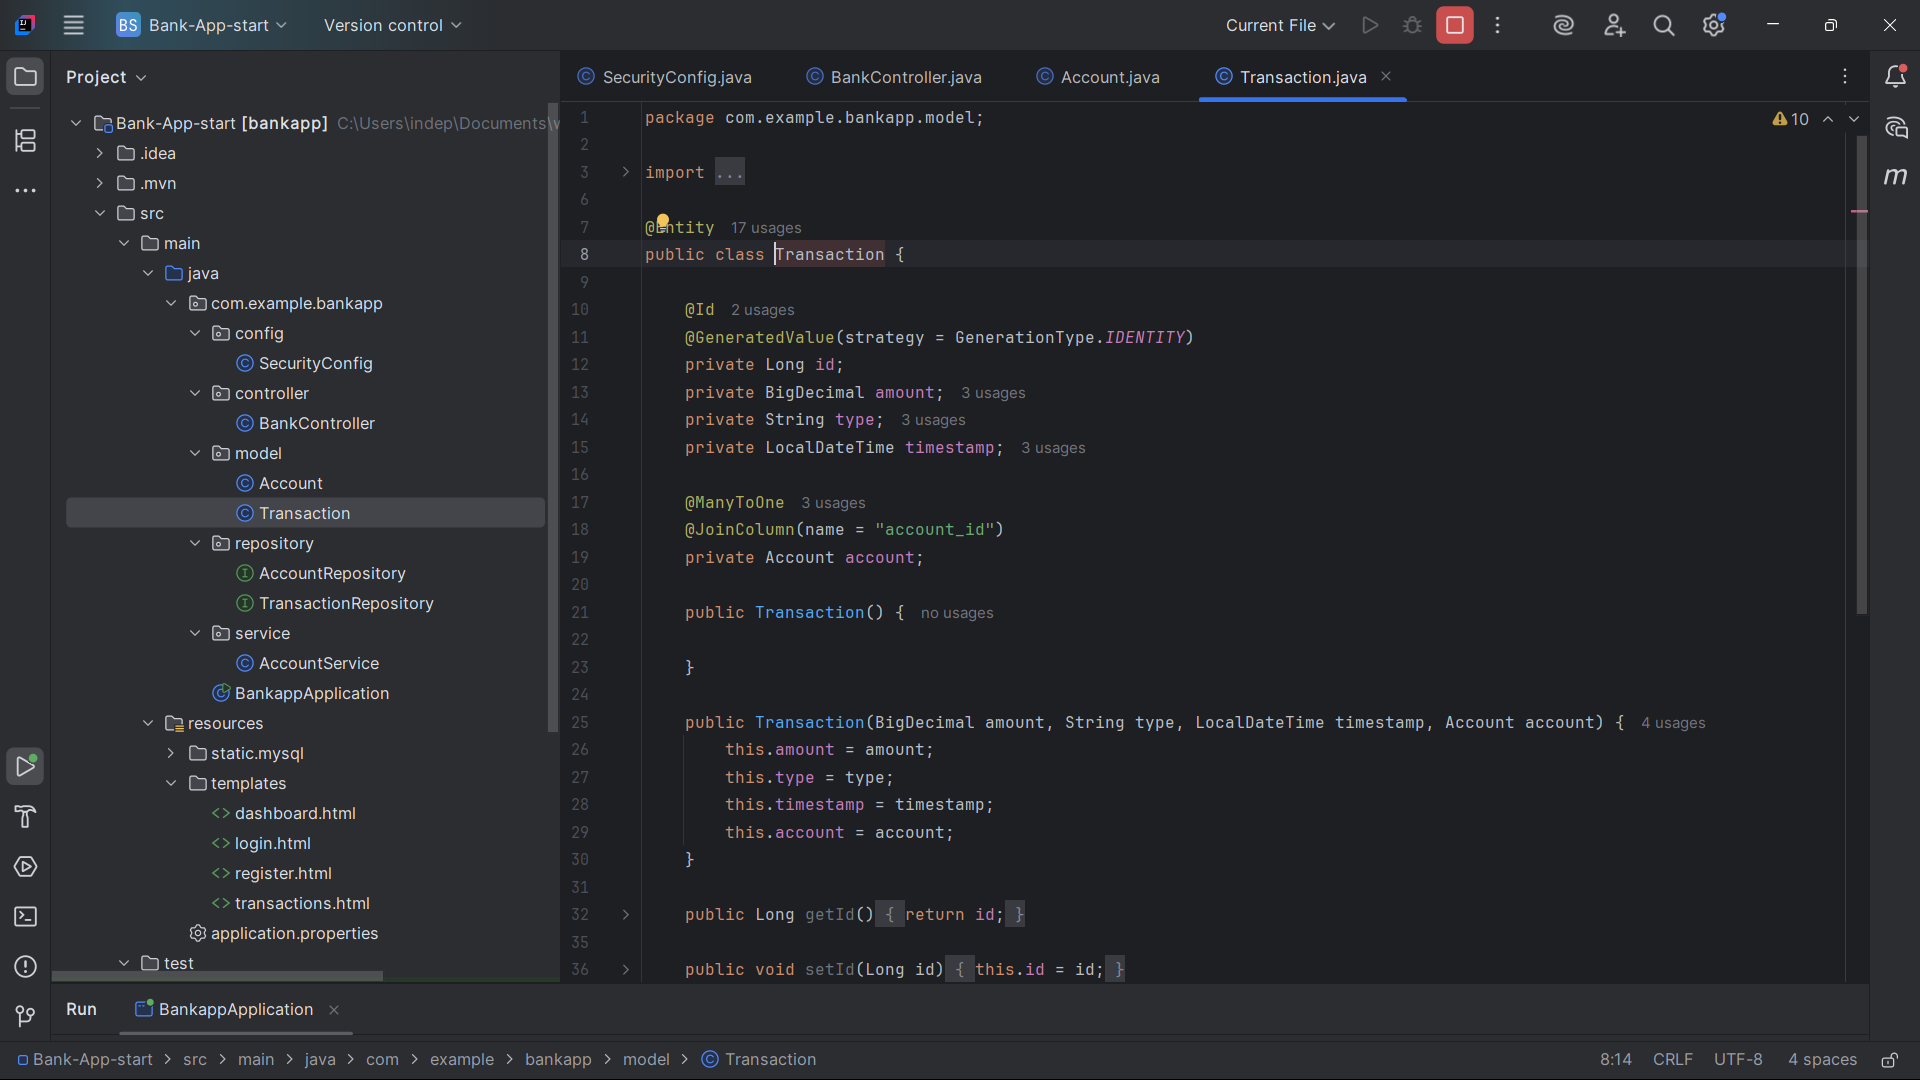 BS Bank-App-start Version control Current File
Project
Bank-App-start [bankapp] C:\Users\indep\Documents\
.idea
.mvn
src
main
java
com.example.bankapp
config
SecurityConfig
controller
BankController
model
Account
Transaction
repository
AccountRepository
TransactionRepository
service
AccountService
BankappApplication
resources
static.mysql
templates
dashboard.html
login.html
register.html
transactions.html
application.properties
test
SecurityConfig.java BankController.java Account.java Transaction.java
10
1 package com.example.bankapp.model;
2
3 import ...
6
7 @Entity 17 usages
8 public class Transaction {
9
10 @Id 2 usages
11 @GeneratedValue(strategy = GenerationType.IDENTITY)
12 private Long id;
13 private BigDecimal amount; 3 usages
14 private String type; 3 usages
15 private LocalDateTime timestamp; 3 usages
16
17 @ManyToOne 3 usages
18 @JoinColumn(name = "account_id")
19 private Account account;
20
21 public Transaction() { no usages
22
23 }
24
25 public Transaction(BigDecimal amount, String type, LocalDateTime timestamp, Account account) { 4 usages
26 this.amount = amount;
27 this.type = type;
28 this.timestamp = timestamp;
29 this.account = account;
30 }
31
32 public Long getId() { return id; }
35
36 public void setId(Long id) { this.id = id; }
m
Run BankappApplication
Bank-App-start > src > main > java > com > example > bankapp > model > Transaction 8:14 CRLF UTF-8 4 spaces